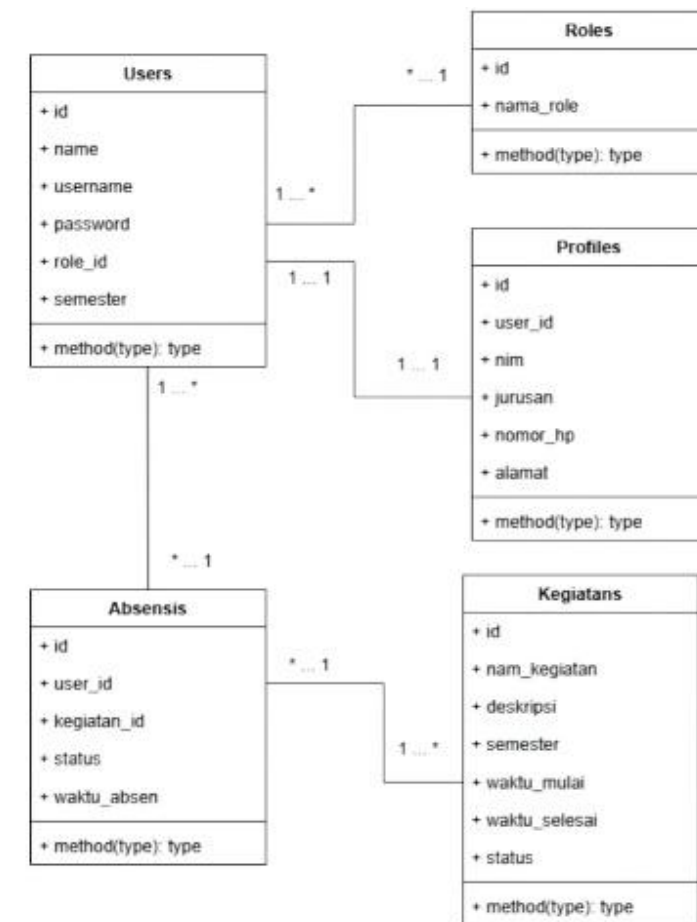 Users
+ id
+ name
+ username
+ password
+ role_id
+ semester
+ method(type): type
Roles
+ id
+ nama_role
+ method(type): type
* ... 1
1 ... *
1 ... 1
1 ... 1
Profiles
+ id
+ user_id
+ nim
+ jurusan
+ nomor_hp
+ alamat
+ method(type): type
1 ... *
* ... 1
Absensis
+ id
+ user_id
+ kegiatan_id
+ status
+ waktu_absen
+ method(type): type
* ... 1
1 ... *
Kegiatans
+ id
+ nam_kegiatan
+ deskripsi
+ semester
+ waktu_mulai
+ waktu_selesai
+ status
+ method(type): type